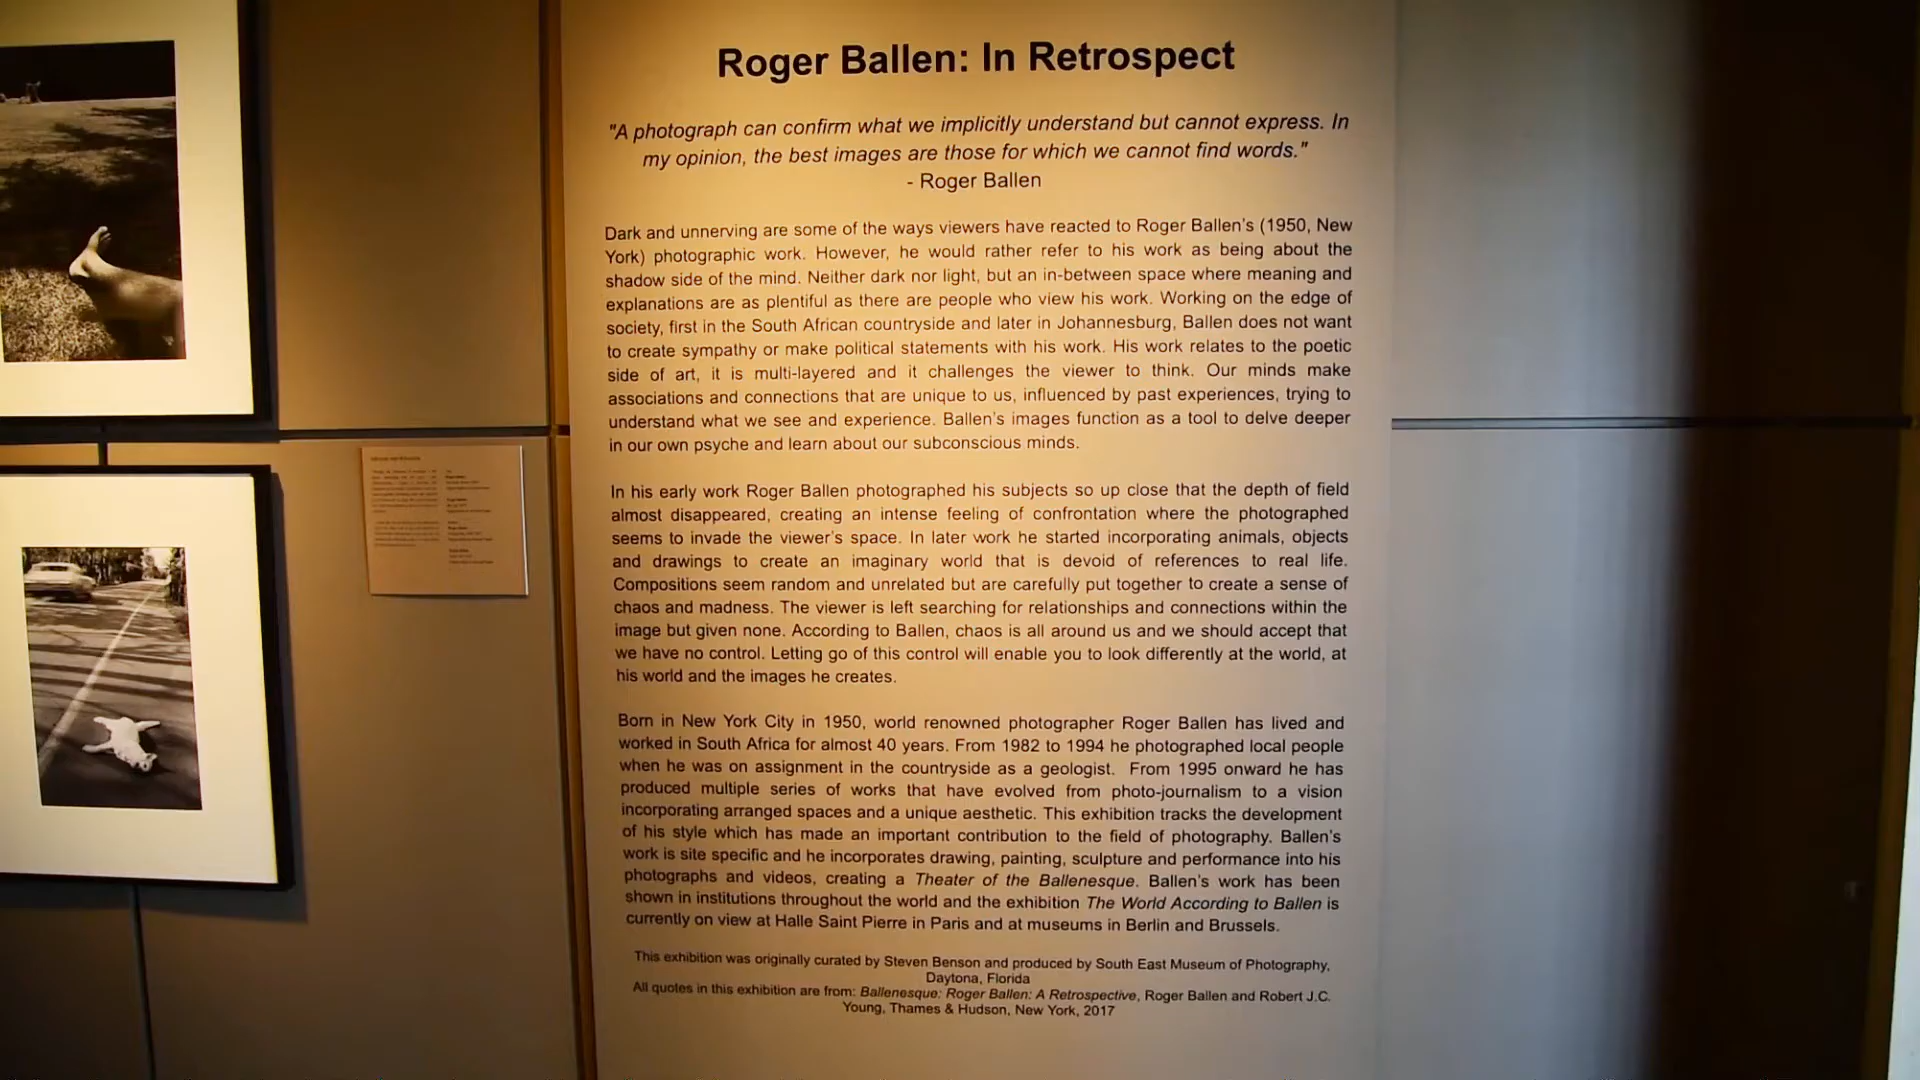 Roger Ballen: In Retrospect
"A photograph can confirm what we implicitly understand but cannot express. In
my opinion, the best images are those for which we cannot find words."
- Roger Ballen
Dark and unnerving are some of the ways viewers have reacted to Roger Ballen's (1950, New
York) photographic work. However, he would rather refer to his work as being about the
shadow side of the mind. Neither dark nor light, but an in-between space where meaning and
explanations are as plentiful as there are people who view his work. Working on the edge of
society, first in the South African countryside and later in Johannesburg, Ballen does not want
to create sympathy or make political statements with his work. His work relates to the poetic
side of art, it is multi-layered and it challenges the viewer to think. Our minds make
associations and connections that are unique to us, influenced by past experiences, trying to
understand what we see and experience. Ballen's images function as a tool to delve deeper
in our own psyche and learn about our subconscious minds.
In his early work Roger Ballen photographed his subjects so up close that the depth of field
almost disappeared, creating an intense feeling of confrontation where the photographed
seems to invade the viewer's space. In later work he started incorporating animals, objects
and drawings to create an imaginary world that is devoid of references to real life.
Compositions seem random and unrelated but are carefully put together to create a sense of
chaos and madness. The viewer is left searching for relationships and connections within the
image but given none. According to Ballen, chaos is all around us and we should accept that
we have no control. Letting go of this control will enable you to look differently at the world, at
his world and the images he creates.
Born in New York City in 1950, world renowned photographer Roger Ballen has lived and
worked in South Africa for almost 40 years. From 1982 to 1994 he photographed local people
when he was on assignment in the countryside as a geologist. From 1995 onward he has
produced multiple series of works that have evolved from photo-journalism to a vision
incorporating arranged spaces and a unique aesthetic. This exhibition tracks the development
of his style which has made an important contribution to the field of photography. Ballen's
work is site specific and he incorporates drawing, painting, sculpture and performance into his
photographs and videos, creating a Theater of the Ballenesque. Ballen's work has been
shown in institutions throughout the world and the exhibition The World According to Ballen is
currently on view at Halle Saint Pierre in Paris and at museums in Berlin and Brussels.
This exhibition was originally curated by Steven Benson and produced by South East Museum of Photography,
Daytona, Florida
All quotes in this exhibition are from: Ballenesque: Roger Ballen: A Retrospective, Roger Ballen and Robert J.C.
Young, Thames & Hudson, New York, 2017